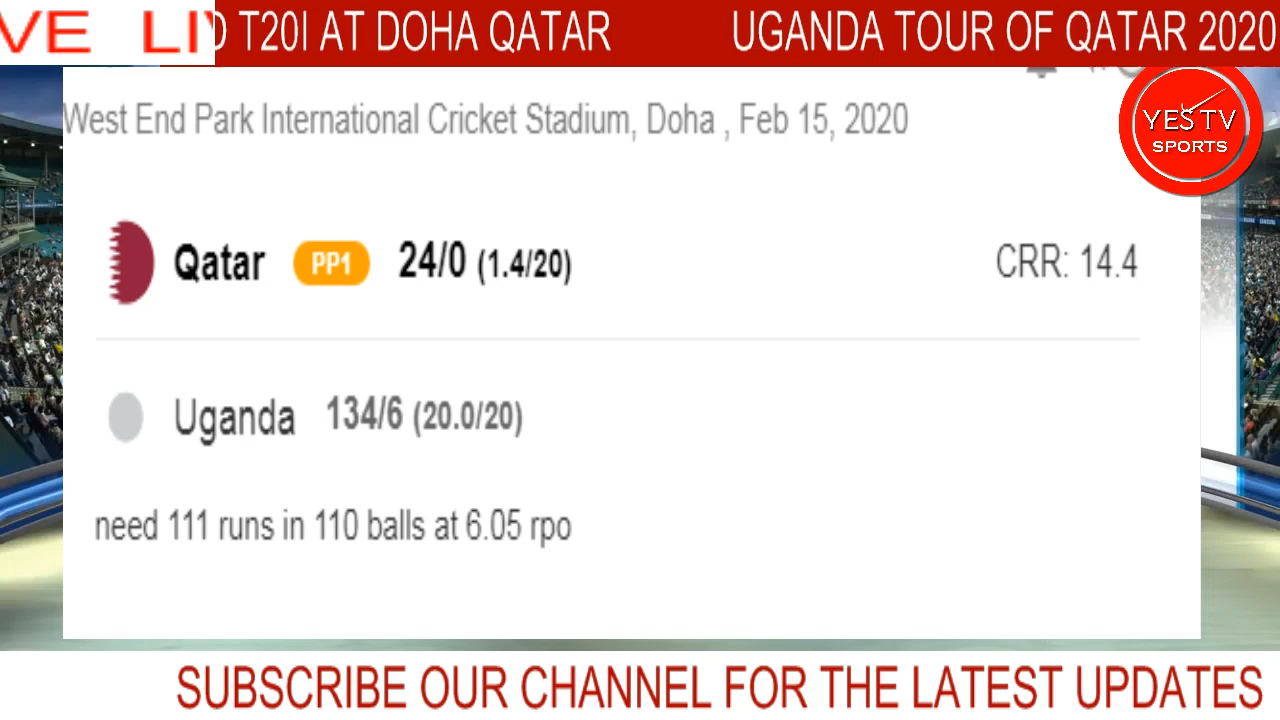 VE LI
D T20I AT DOHA QATAR UGANDA TOUR OF QATAR 2020
West End Park International Cricket Stadium, Doha , Feb 15, 2020
YES TV
SPORTS
Qatar PP1 24/0 (1.4/20) CRR: 14.4
Uganda 134/6 (20.0/20)
need 111 runs in 110 balls at 6.05 rpo
SUBSCRIBE OUR CHANNEL FOR THE LATEST UPDATES